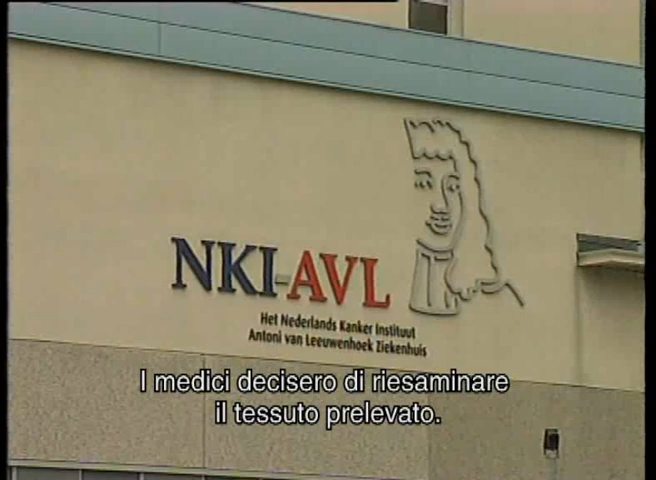 NKI-AVL
Het Nederlands Kanker Instituut
Antoni van Leeuwenhoek Ziekenhuis
I medici decisero di riesaminare
il tessuto prelevato.